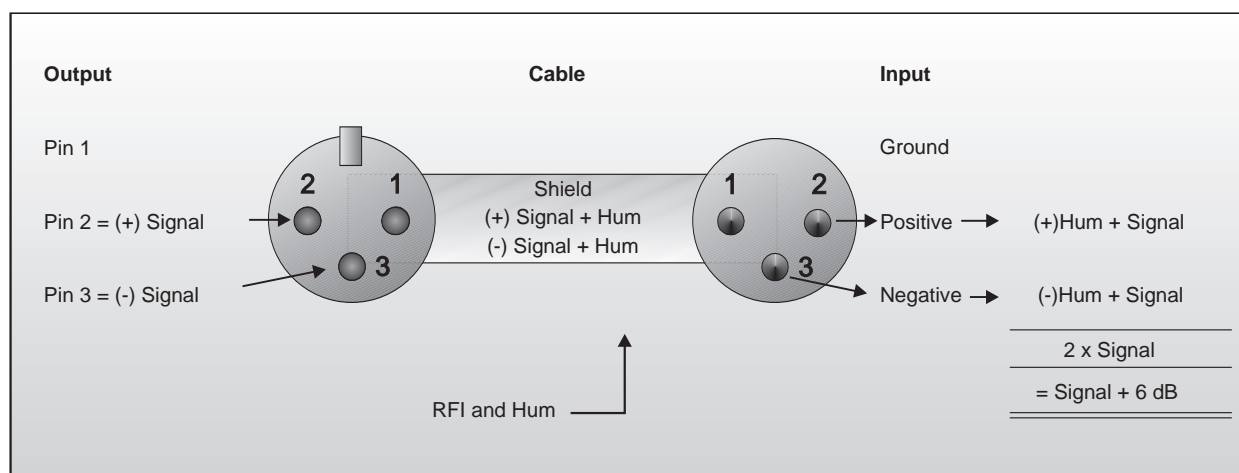 Output Cable Input
Pin 1 Ground
2 1 1 2
Shield
Pin 2 = (+) Signal (+) Signal + Hum Positive (+)Hum + Signal
(-) Signal + Hum
3 3
Pin 3 = (-) Signal Negative (-)Hum + Signal
2 x Signal
= Signal + 6 dB
RFI and Hum